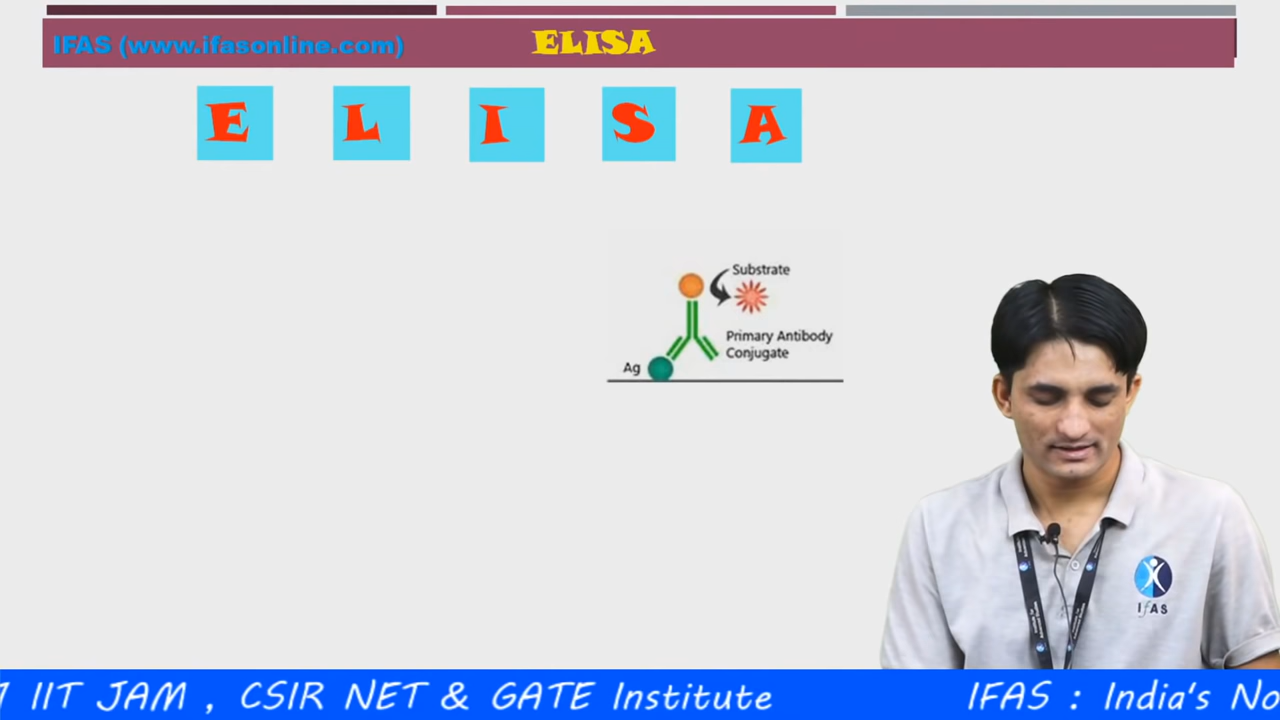 IFAS (www.ifasonline.com)
ELISA
E L I S A
Substrate
Primary Antibody
Conjugate
Ag
IfAS
IIT JAM , CSIR NET & GATE Institute IFAS : India's No